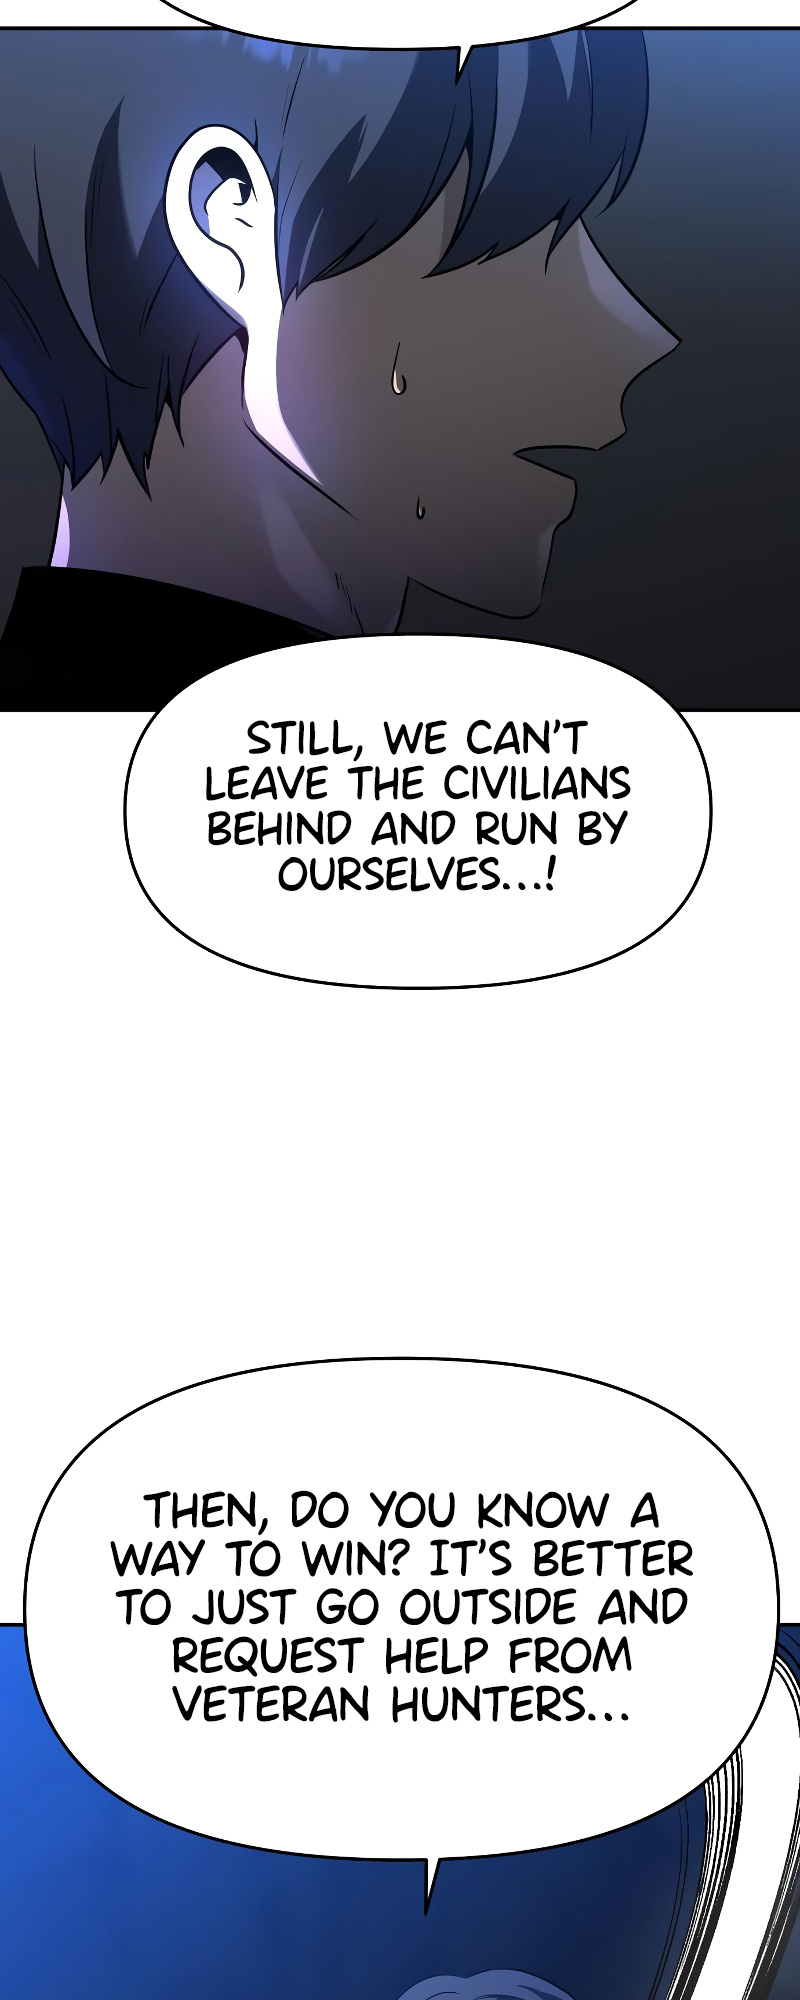 STILL, WE CAN'T
LEAVE THE CIVILIANS
BEHIND AND RUN BY
OURSELVES...!
THEN, DO YOU KNOW A
WAY TO WIN? IT'S BETTER
TO JUST GO OUTSIDE AND
REQUEST HELP FROM
VETERAN HUNTERS...